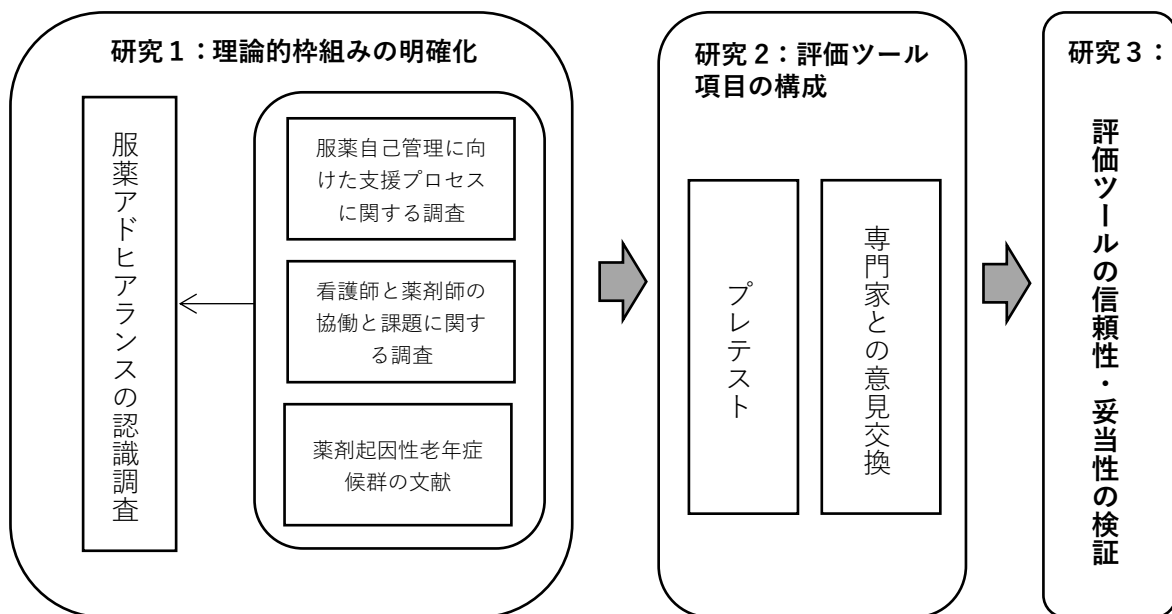 研究１：理論的枠組みの明確化
服薬アドヒアランスの認識調査
服薬自己管理に向
けた支援プロセス
に関する調査
看護師と薬剤師の
協働と課題に関す
る調査
薬剤起因性老年症
候群の文献
研究２：評価ツール
項目の構成
プレテスト
専門家との意見交換
研究３：
評価ツールの信頼性・妥当性の検証